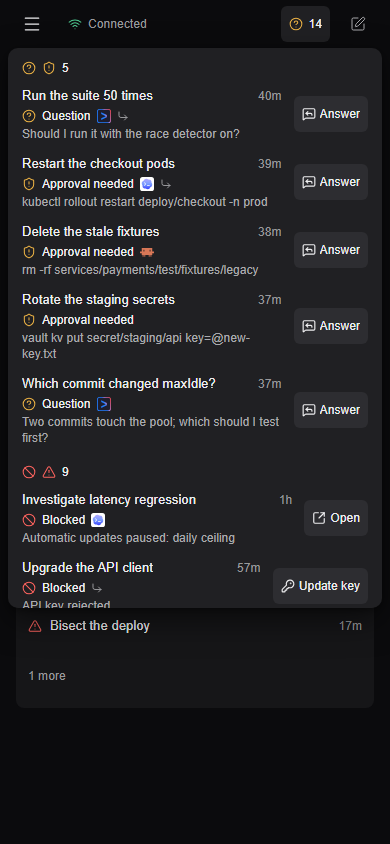 Connected
14
5
Run the suite 50 times 40m
Question
Should I run it with the race detector on?
Answer
Restart the checkout pods 39m
Approval needed
kubectl rollout restart deploy/checkout -n prod
Answer
Delete the stale fixtures 38m
Approval needed
rm -rf services/payments/test/fixtures/legacy
Answer
Rotate the staging secrets 37m
Approval needed
vault kv put secret/staging/api key=@new-
key.txt
Answer
Which commit changed maxIdle? 37m
Question
Two commits touch the pool; which should I test
first?
Answer
9
Investigate latency regression 1h
Blocked
Automatic updates paused: daily ceiling
Open
Upgrade the API client 57m
Blocked
API key rejected
Update key
Bisect the deploy 17m
1 more